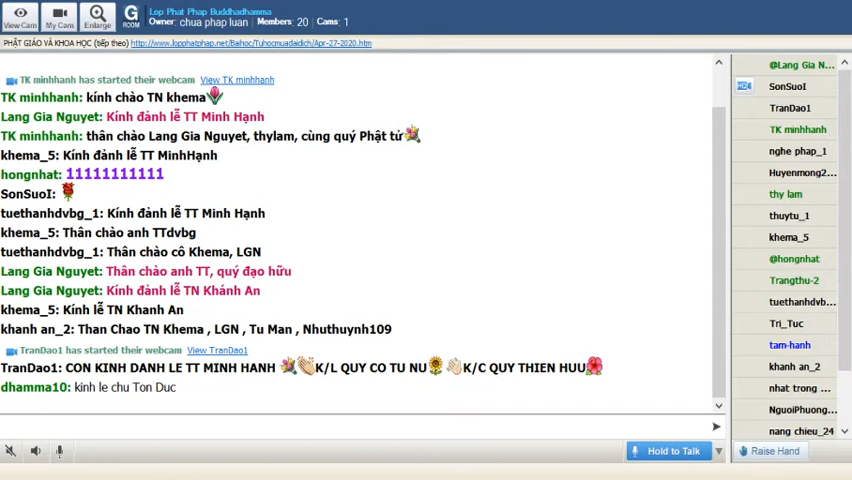 View Cam
My Cam
Enlarge
G
ROOM
Lop Phat Phap Buddhadhamma
Owner: chua phap luan Members: 20 Cams: 1
PHẬT GIÁO VÀ KHOA HỌC (tiếp theo) http://www.lopphatphap.net/Baihoc/Tuhocmuadaidich/Apr-27-2020.htm
TK minhhanh has started their webcam View TK minhhanh
TK minhhanh: kính chào TN khema
Lang Gia Nguyet: Kính đảnh lễ TT Minh Hạnh
TK minhhanh: thân chào Lang Gia Nguyet, thylam, cùng quý Phật tử
khema_5: Kính đảnh lễ TT MinhHạnh
hongnhat: 11111111111
SonSuoI:
tuethanhdvbg_1: Kính đảnh lễ TT Minh Hạnh
khema_5: Thân chào anh TTdvbg
tuethanhdvbg_1: Thân chào cô Khema, LGN
Lang Gia Nguyet: Thân chào anh TT, quý đạo hữu
Lang Gia Nguyet: Kính đảnh lễ TN Khánh An
khema_5: Kính lễ TN Khanh An
khanh an_2: Than Chao TN Khema , LGN , Tu Man , Nhuthuynh109
TranDao1 has started their webcam View TranDao1
TranDao1: CON KINH DANH LE TT MINH HANH K/L QUY CO TU NU K/C QUY THIEN HUU
dhamma10: kinh le chu Ton Duc
@Lang Gia N...
HD
SonSuoI
TranDao1
TK minhhanh
nghe phap_1
Huyenmong2...
thy lam
thuytu_1
khema_5
@hongnhat
Trangthu-2
tuethanhdvb...
Tri_Tuc
tam-hanh
khanh an_2
nhat trong ...
NguoiPhuong...
nang chieu_24
Hold to Talk
Raise Hand